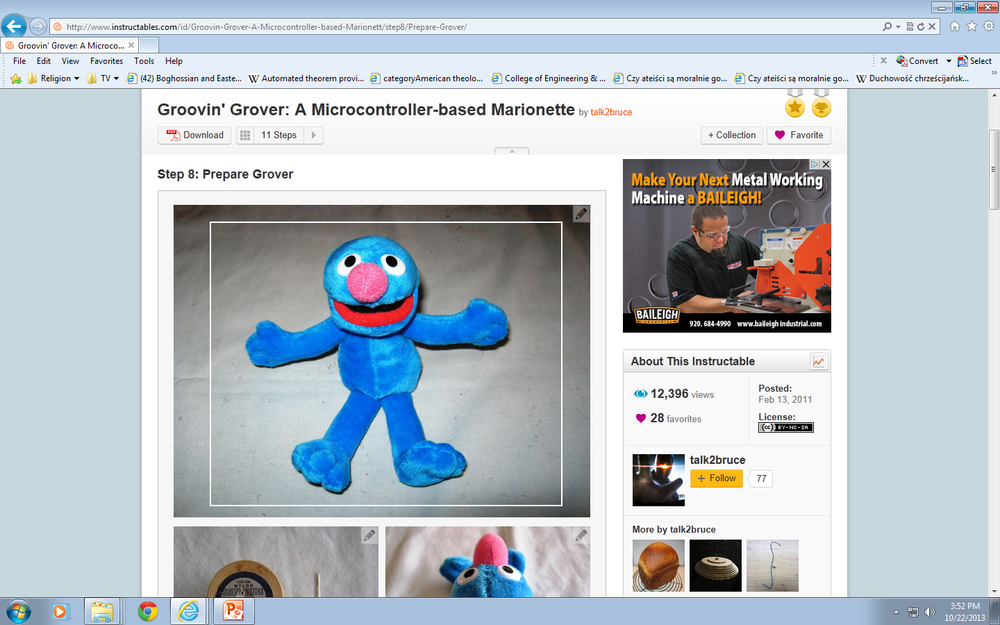 http://www.instructables.com/id/Groovin-Grover-A-Microcontroller-based-Marionett/step8/Prepare-Grover/
Groovin' Grover: A Microco...
File Edit View Favorites Tools Help
Convert Select
Religion TV (42) Boghossian and Easte... Automated theorem provi... categoryAmerican theolo... College of Engineering & ... Czy ateiści są moralnie go... Czy ateiści są moralnie go... Duchowość chrześcijańsk...
Groovin' Grover: A Microcontroller-based Marionette by talk2bruce
PDF Download 11 Steps + Collection Favorite
Step 8: Prepare Grover
Make Your Next Metal Working
Machine a BAILEIGH!
BAILEIGH
INDUSTRIAL
920. 684-4990 www.baileighindustrial.com
About This Instructable
12,396 views
28 favorites
Posted:
Feb 13, 2011
License:
(cc) BY-NC-SA
talk2bruce
+ Follow 77
More by talk2bruce
NYLON
3:52 PM
10/22/2013